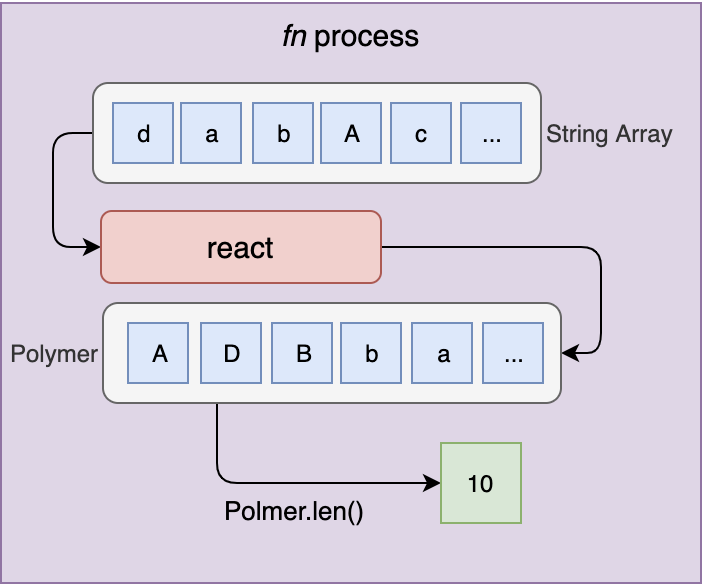 fn process
d a b A c ... String Array
react
Polymer A D B b a ...
10
Polmer.len()